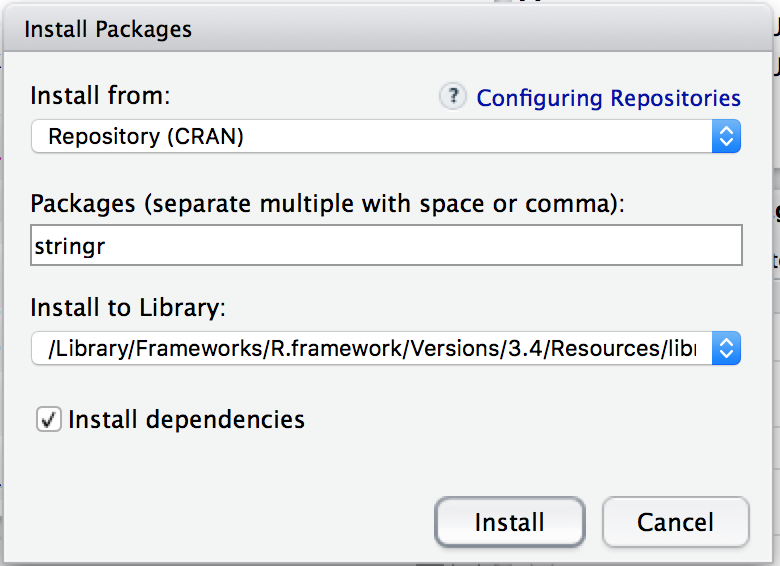 Install Packages
Install from:
? Configuring Repositories
Repository (CRAN)
Packages (separate multiple with space or comma):
stringr
Install to Library:
/Library/Frameworks/R.framework/Versions/3.4/Resources/libr
Install dependencies
Install
Cancel